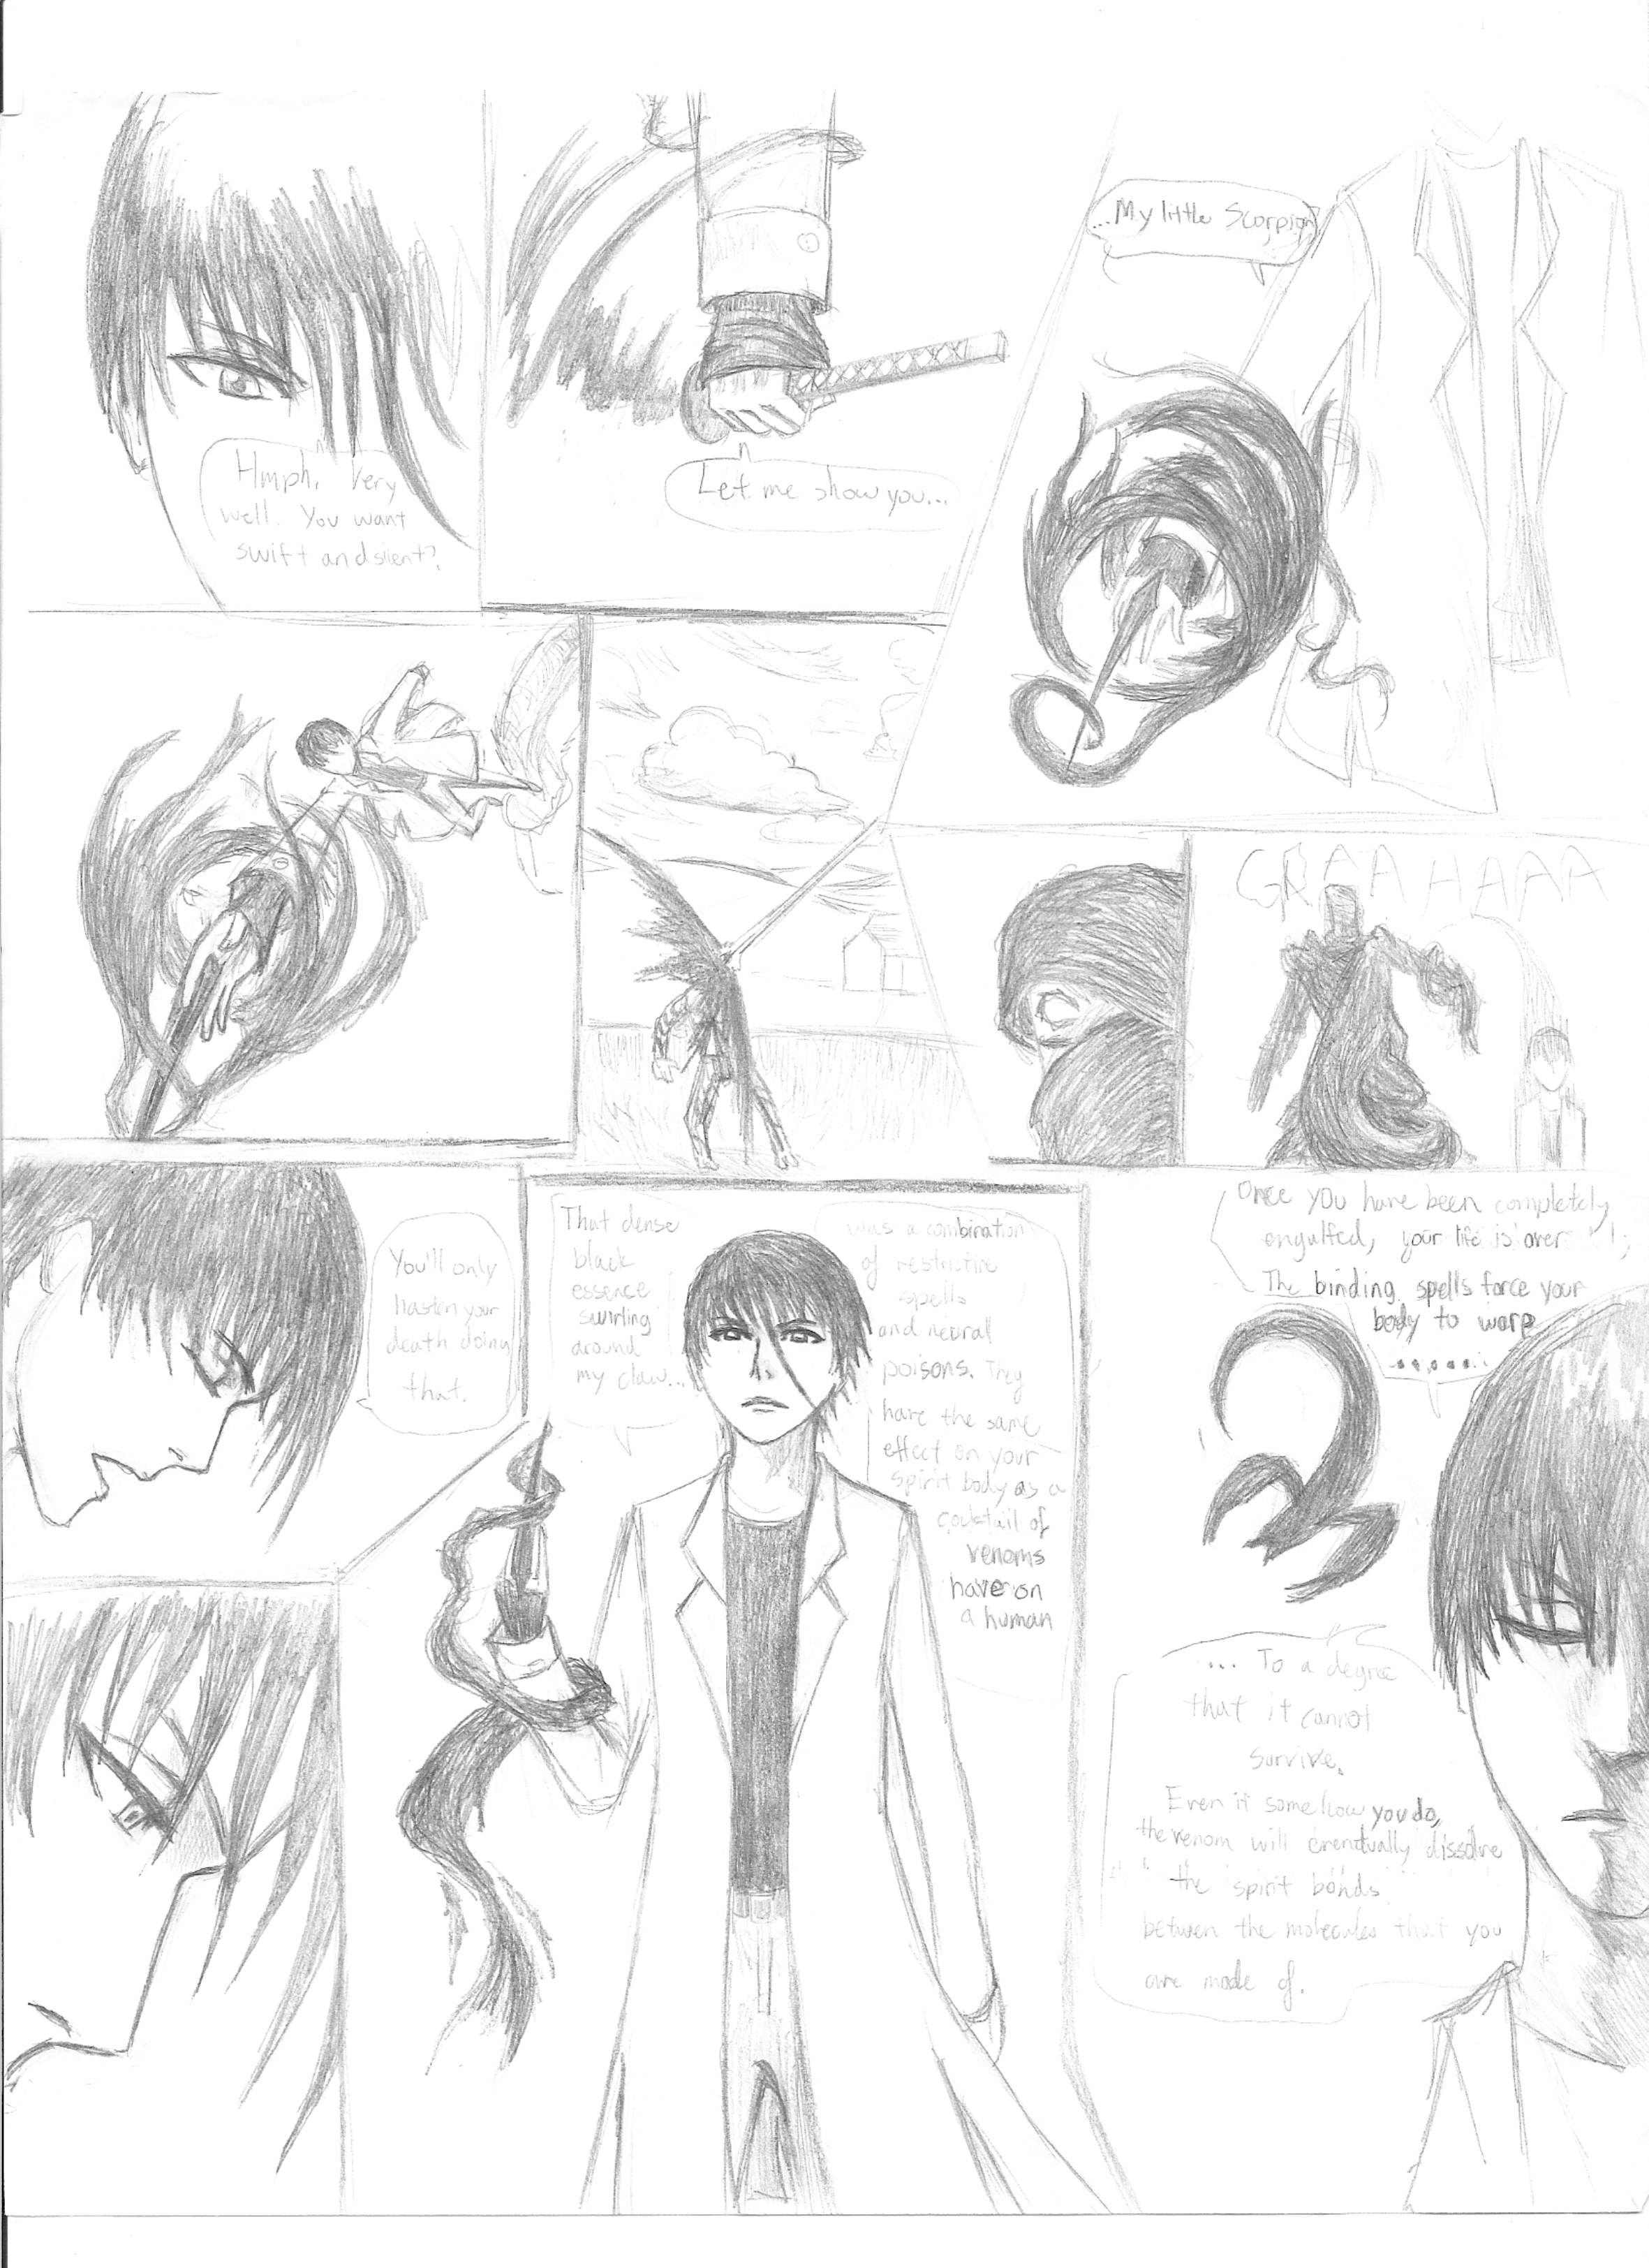 Hmph. Very
well. You want
swift and silent?
Let me show you...
...My little Scorpion
GRAAAHAAAA
You'll only
hasten your
death doing
that.
That dense
black
essence
swirling
around
my claw...
was a combination
of restrictive
spells
and neural
poisons. They
have the same
effect on your
spirit body as a
cocktail of
venoms
have on
a human
Once you have been completely
engulfed, your life is over
The binding spells force your
body to warp
.......
... To a degree
that it cannot
survive.
Even if somehow you do,
the venom will eventually dissolve
the spirit bonds
between the molecules that you
are made of.